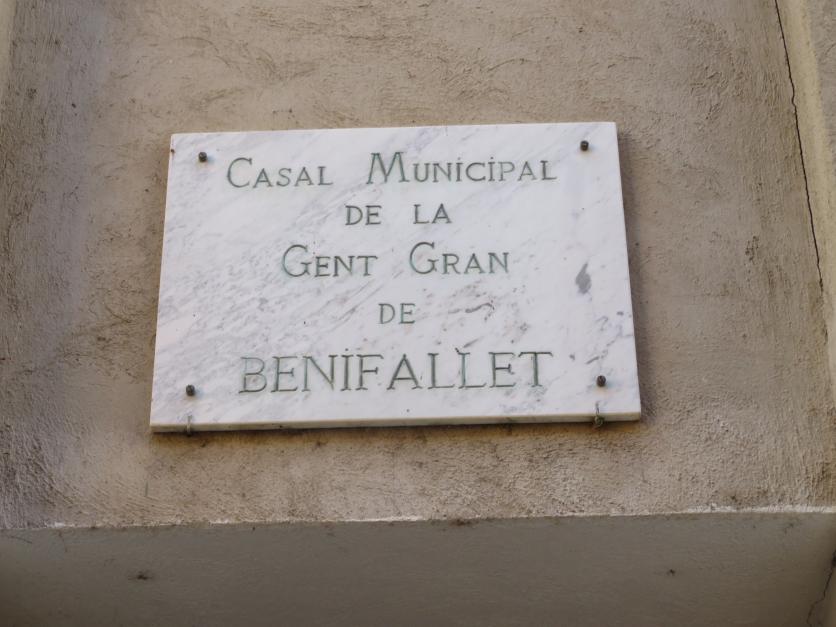 CASAL MUNICIPAL
DE LA
GENT GRAN
DE
BENIFALLET